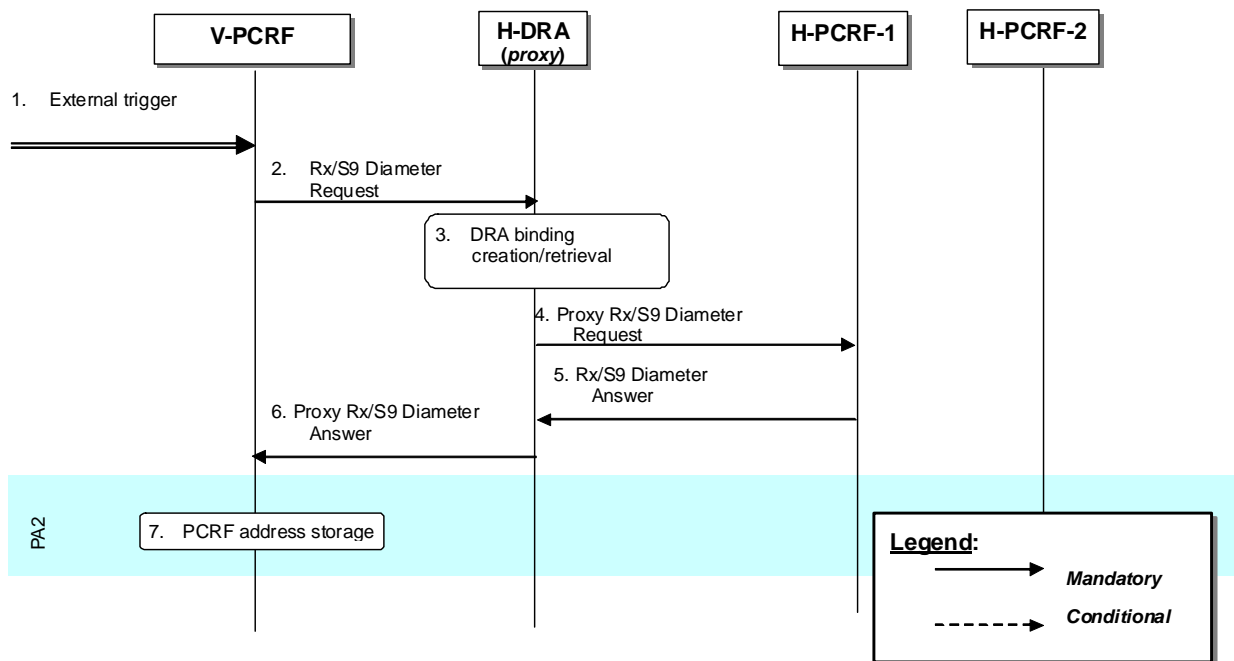 V-PCRF
H-DRA
(proxy)
H-PCRF-1
H-PCRF-2
1. External trigger
2. Rx/S9 Diameter
Request
3. DRA binding
creation/retrieval
4. Proxy Rx/S9 Diameter
Request
5. Rx/S9 Diameter
Answer
6. Proxy Rx/S9 Diameter
Answer
PA2
7. PCRF address storage
Legend:
Mandatory
Conditional